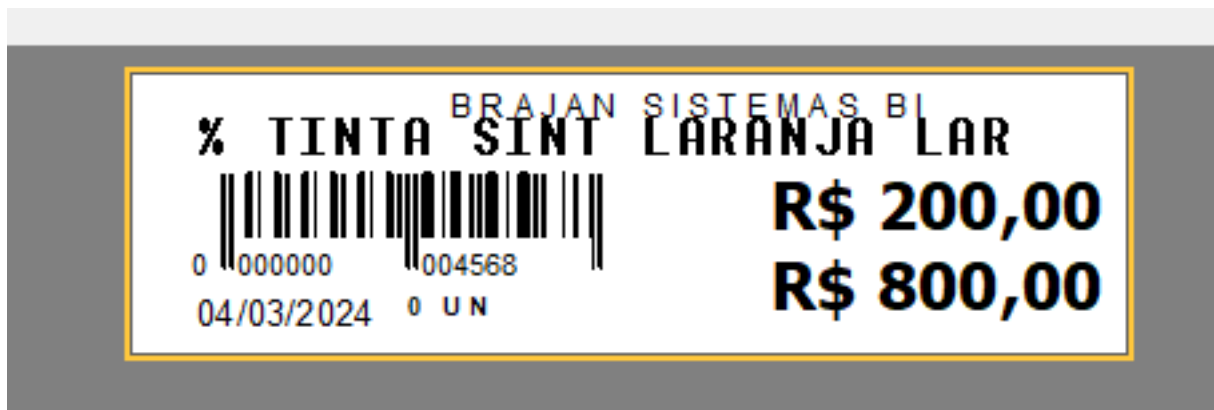 BRAJAN SISTEMAS BI
% TINTA SINT LARANJA LAR
R$ 200,00
0 000000 004568
R$ 800,00
04/03/2024 0 UN